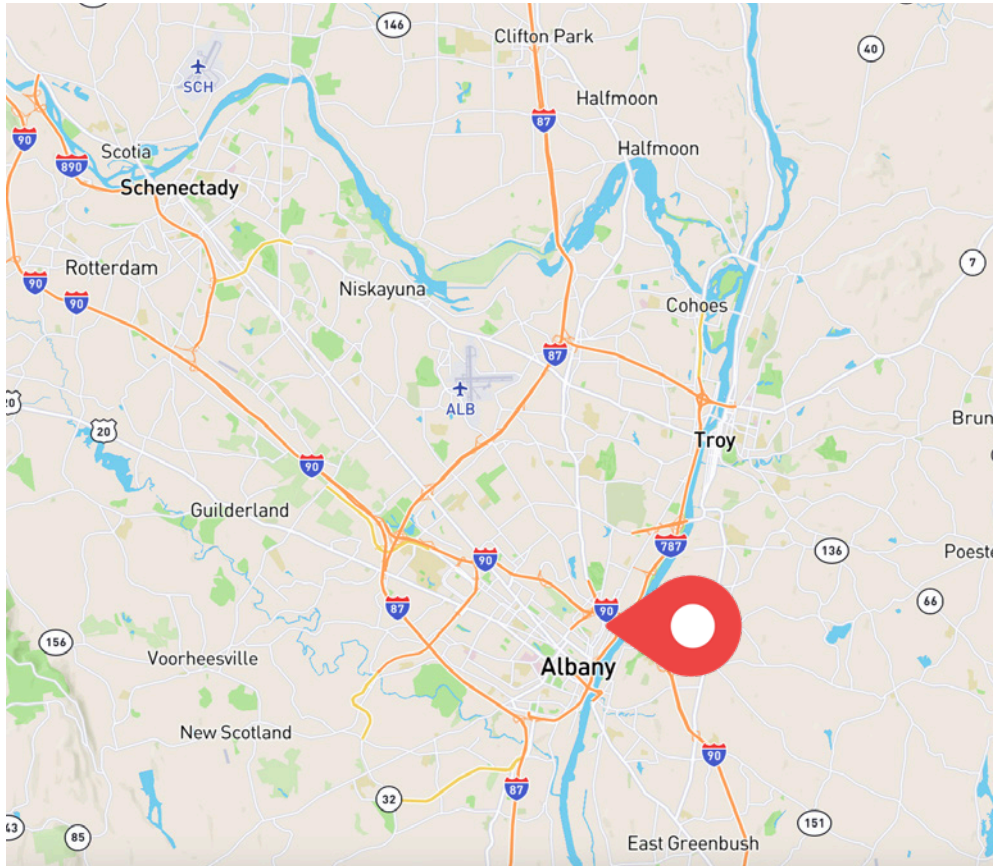 146
Clifton Park
40
SCH
Halfmoon
87
90
Scotia
890
Halfmoon
Schenectady
7
Rotterdam
90
Niskayuna
90
Cohoes
87
ALB
20
20
Brun
Troy
90
Guilderland
787
136
Poeste
90
66
87
90
156
Voorheesville
Albany
New Scotland
90
87
32
151
43
85
East Greenbush